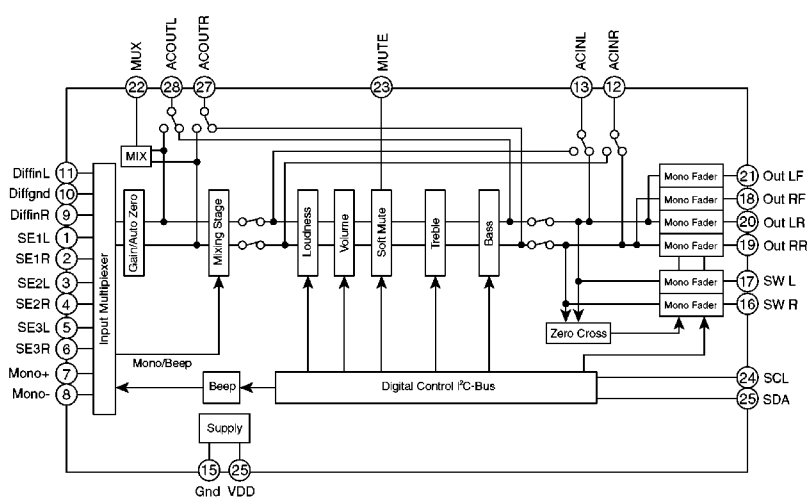 MUX
ACOUTL
ACOUTR
MUTE
ACINL
ACINR
22
28
27
23
13
12
DiffinL 11
Diffgnd 10
DiffinR 9
SE1L 1
SE1R 2
SE2L 3
SE2R 4
SE3L 5
SE3R 6
Mono+ 7
Mono- 8
Input Multiplexer
Gain/Auto Zero
MIX
Mixing Stage
Loudness
Volume
Soft Mute
Treble
Bass
Mono Fader 21 Out LF
Mono Fader 18 Out RF
Mono Fader 20 Out LR
Mono Fader 19 Out RR
Mono Fader 17 SW L
Mono Fader 16 SW R
Zero Cross
Mono/Beep
Beep
Digital Control I²C-Bus
24 SCL
25 SDA
Supply
15 25
Gnd VDD